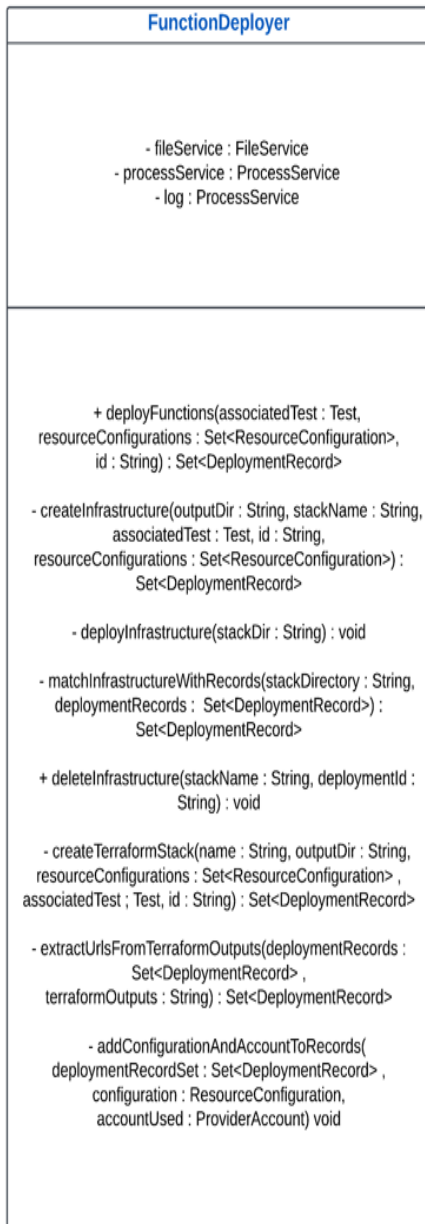 FunctionDeployer
- fileService : FileService
- processService : ProcessService
- log : ProcessService
+ deployFunctions(associatedTest : Test,
resourceConfigurations : Set<ResourceConfiguration>,
id : String) : Set<DeploymentRecord>
- createInfrastructure(outputDir : String, stackName : String,
associatedTest : Test, id : String,
resourceConfigurations : Set<ResourceConfiguration>) :
Set<DeploymentRecord>
- deployInfrastructure(stackDir : String) : void
- matchInfrastructureWithRecords(stackDirectory : String,
deploymentRecords :  Set<DeploymentRecord>) :
Set<DeploymentRecord>
+ deleteInfrastructure(stackName : String, deploymentId :
String) : void
- createTerraformStack(name : String, outputDir : String,
resourceConfigurations : Set<ResourceConfiguration> ,
associatedTest ; Test, id : String) : Set<DeploymentRecord>
- extractUrlsFromTerraformOutputs(deploymentRecords :
Set<DeploymentRecord> ,
terraformOutputs : String) : Set<DeploymentRecord>
- addConfigurationAndAccountToRecords(
deploymentRecordSet : Set<DeploymentRecord> ,
configuration : ResourceConfiguration,
accountUsed : ProviderAccount) void